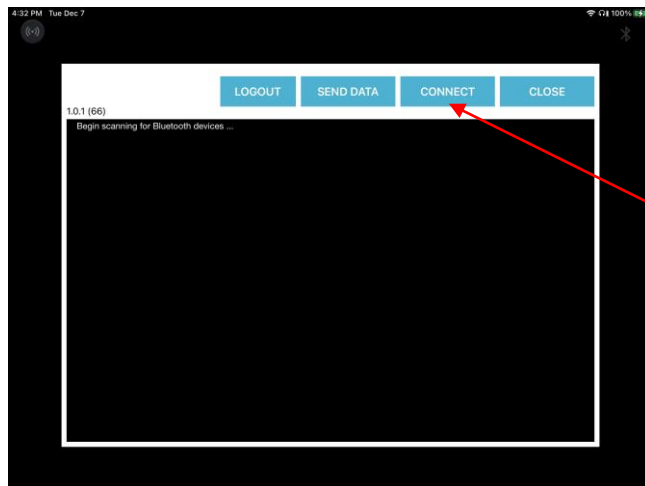 4:32 PM Tue Dec 7
100%
LOGOUT SEND DATA CONNECT CLOSE
1.0.1 (66)
Begin scanning for Bluetooth devices ...